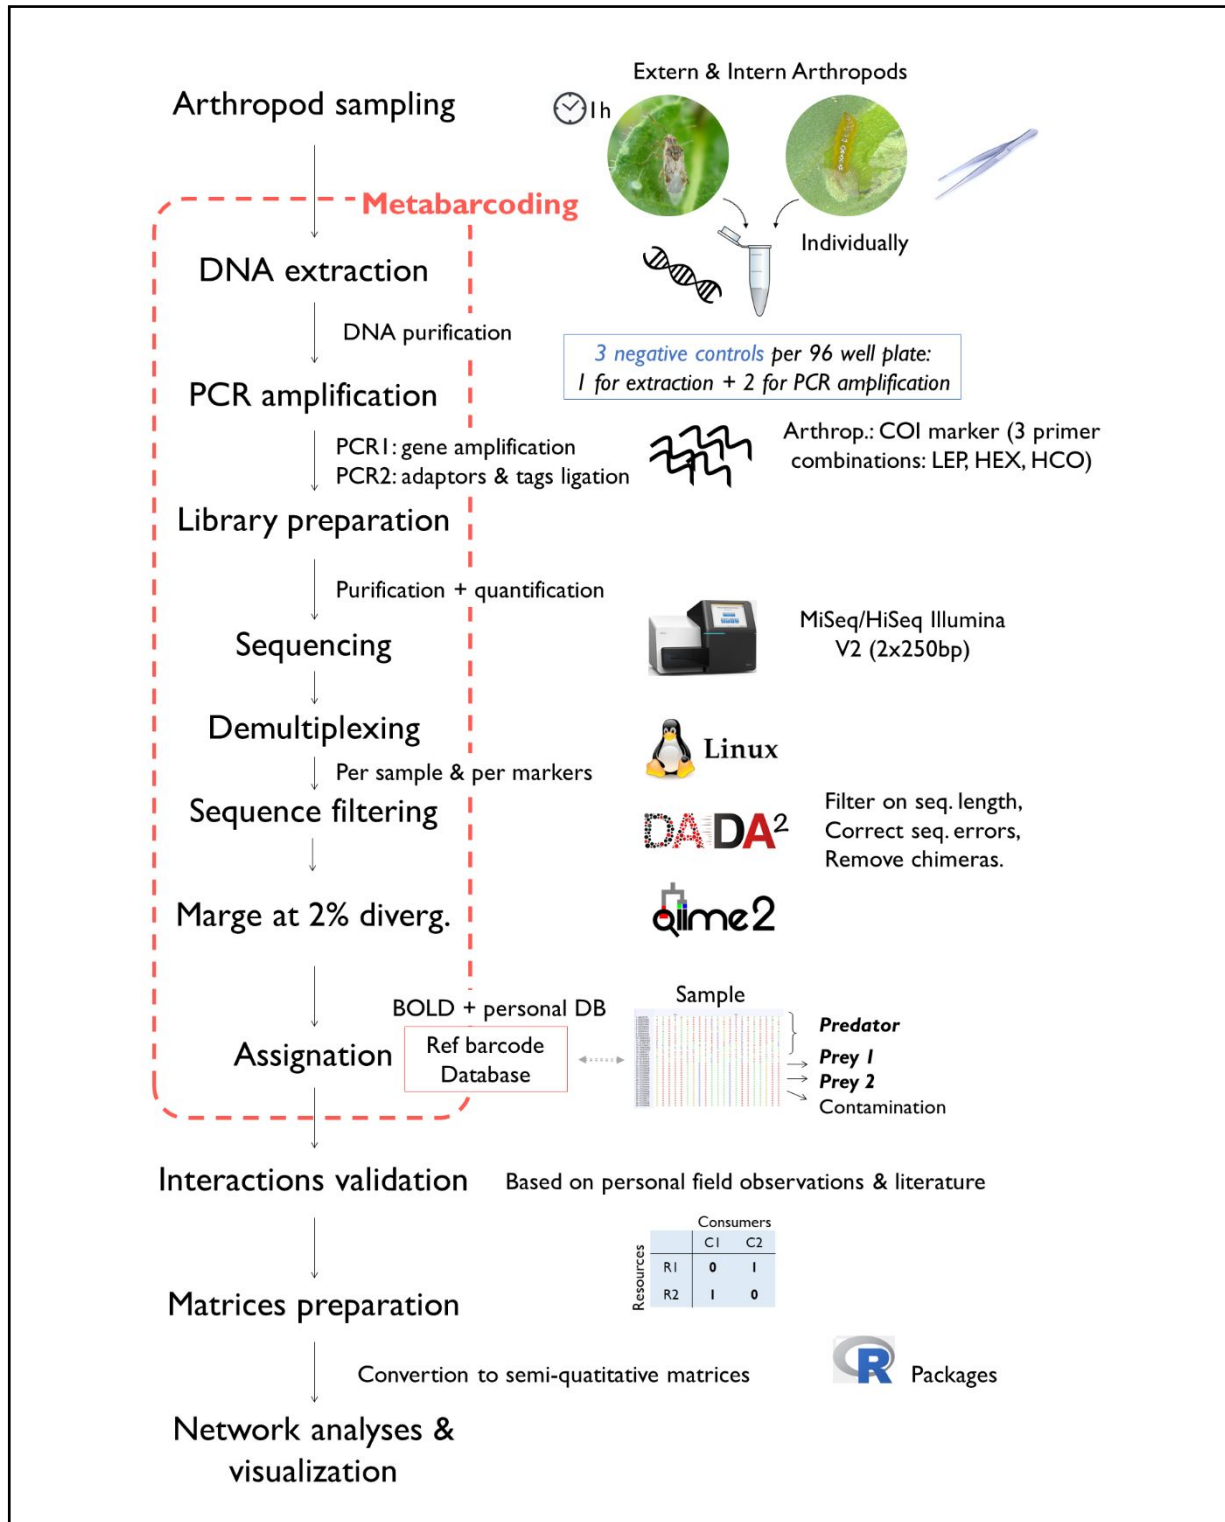 Extern & Intern Arthropods
Arthropod sampling
1h
Metabarcoding
Individually
DNA extraction
DNA purification
3 negative controls per 96 well plate:
1 for extraction + 2 for PCR amplification
PCR amplification
PCR1: gene amplification
PCR2: adaptors & tags ligation
Arthrop.: COI marker (3 primer
combinations: LEP, HEX, HCO)
Library preparation
Purification + quantification
Sequencing
MiSeq/HiSeq Illumina
V2 (2x250bp)
Demultiplexing
Linux
Per sample & per markers
Sequence filtering
DADA2
Filter on seq. length,
Correct seq. errors,
Remove chimeras.
Marge at 2% diverg.
qiime2
BOLD + personal DB
Sample
Assignation
Ref barcode
Database
Predator
Prey 1
Prey 2
Contamination
Interactions validation
Based on personal field observations & literature
Consumers
Resources
C1 C2
R1 0 1
R2 1 0
Matrices preparation
Convertion to semi-quatitative matrices
R
Packages
Network analyses &
visualization